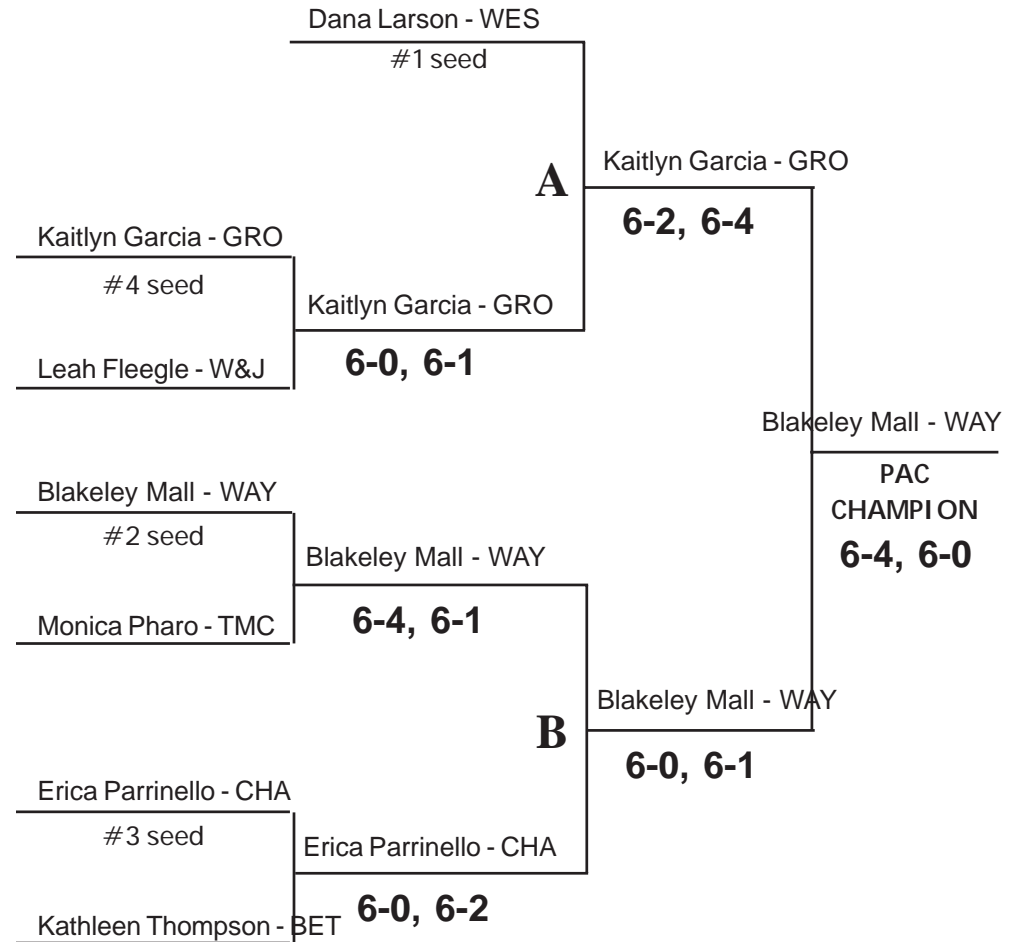 Dana Larson - WES
#1 seed
A
Kaitlyn Garcia - GRO
6-2, 6-4
Kaitlyn Garcia - GRO
#4 seed
Kaitlyn Garcia - GRO
6-0, 6-1
Leah Fleegle - W&J
Blakeley Mall - WAY
PAC
CHAMPION
6-4, 6-0
Blakeley Mall - WAY
#2 seed
Blakeley Mall - WAY
6-4, 6-1
Monica Pharo - TMC
B
Blakeley Mall - WAY
6-0, 6-1
Erica Parrinello - CHA
#3 seed
Erica Parrinello - CHA
6-0, 6-2
Kathleen Thompson - BET